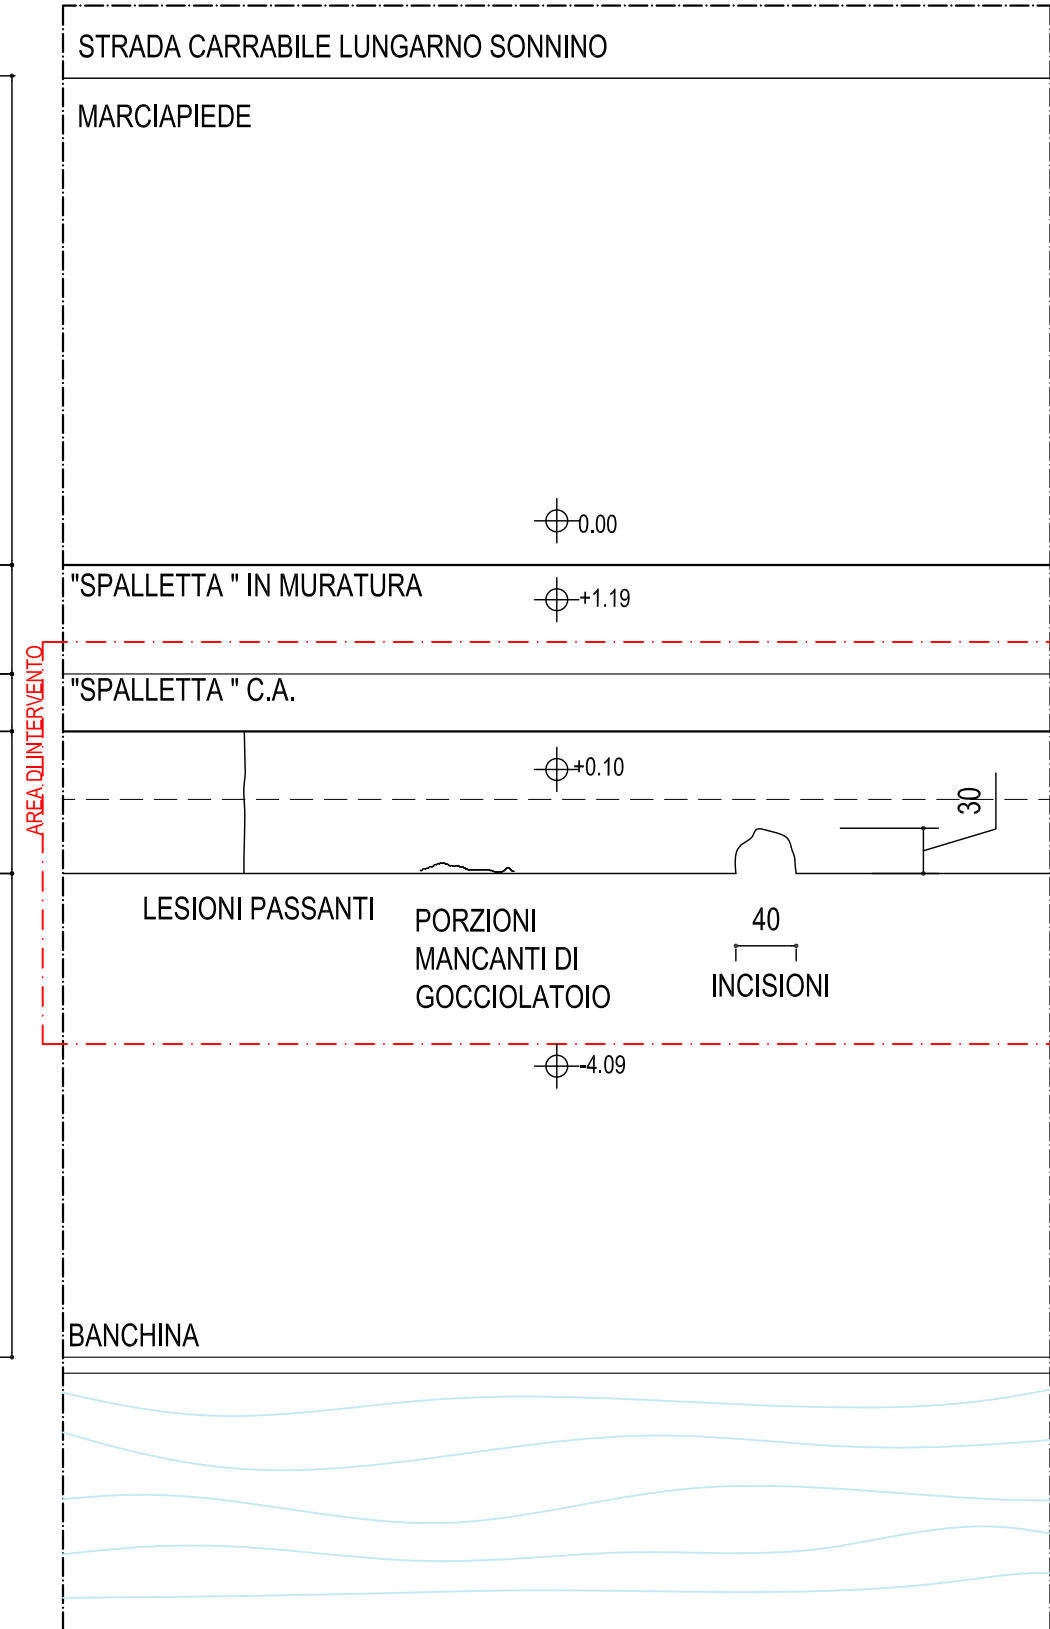 STRADA CARRABILE LUNGARNO SONNINO
MARCIAPIEDE
0.00
"SPALLETTA " IN MURATURA
+1.19
AREA D'INTERVENTO
"SPALLETTA " C.A.
+0.10
30
LESIONI PASSANTI
PORZIONI
MANCANTI DI
GOCCIOLATOIO
40
INCISIONI
-4.09
BANCHINA